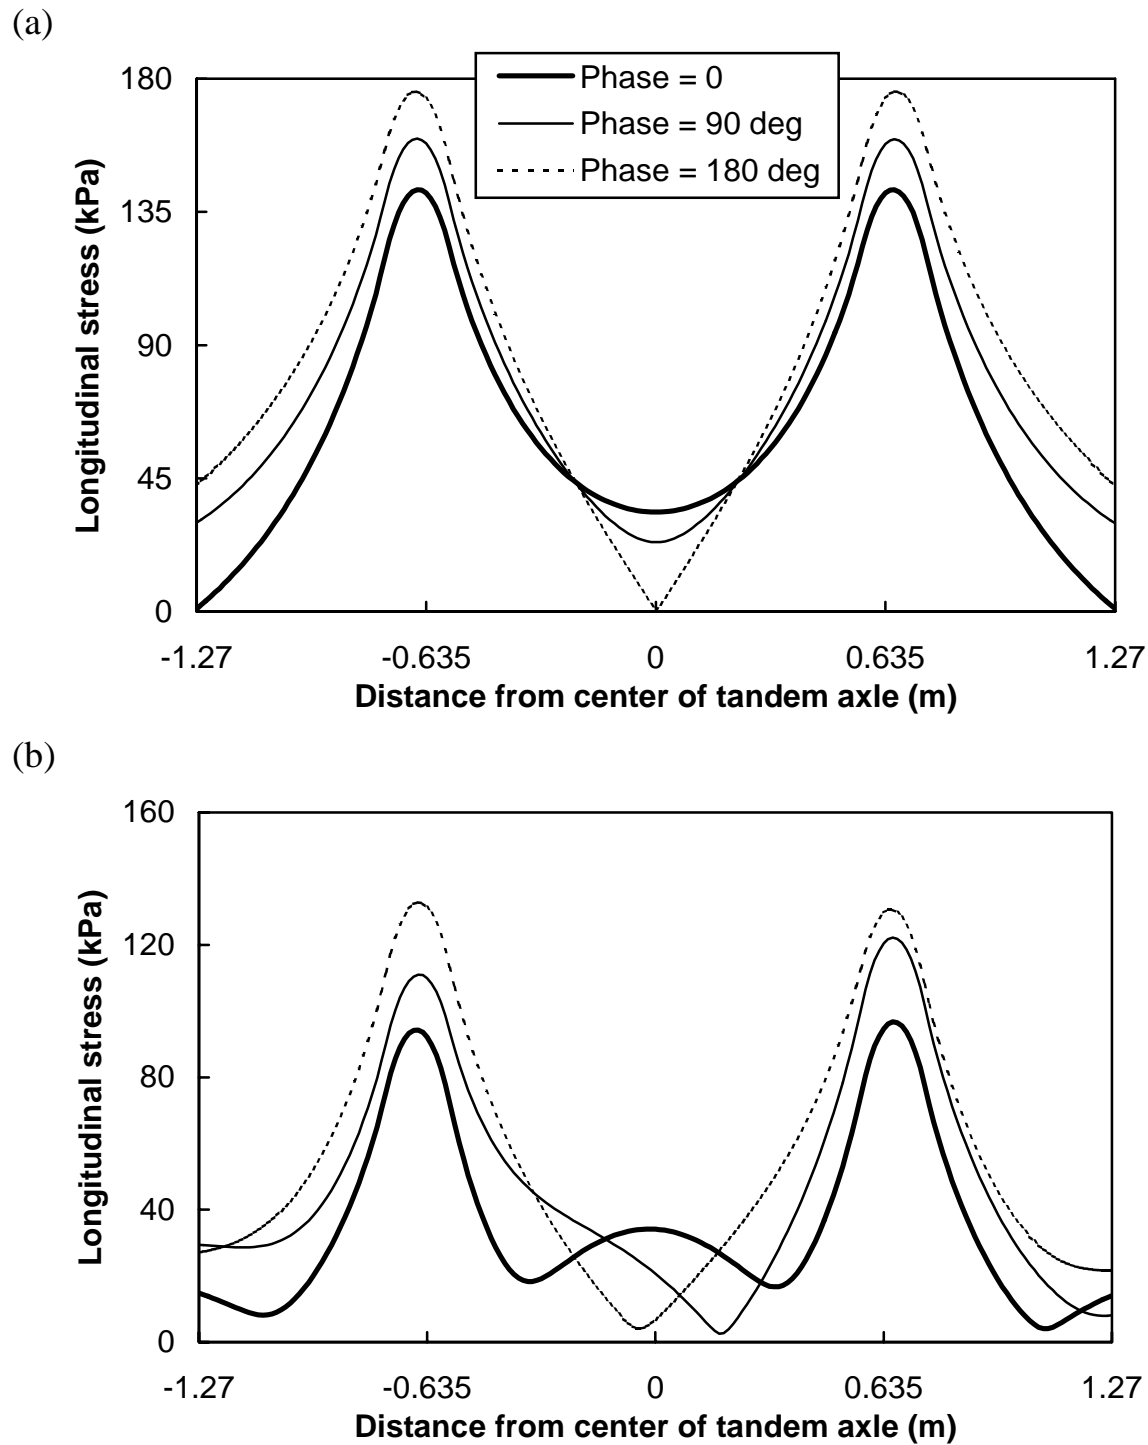 (a)
Longitudinal stress (kPa)
180
135
90
45
0
Phase = 0
Phase = 90 deg
Phase = 180 deg
-1.27 -0.635 0 0.635 1.27
Distance from center of tandem axle (m)
(b)
Longitudinal stress (kPa)
160
120
80
40
0
-1.27 -0.635 0 0.635 1.27
Distance from center of tandem axle (m)